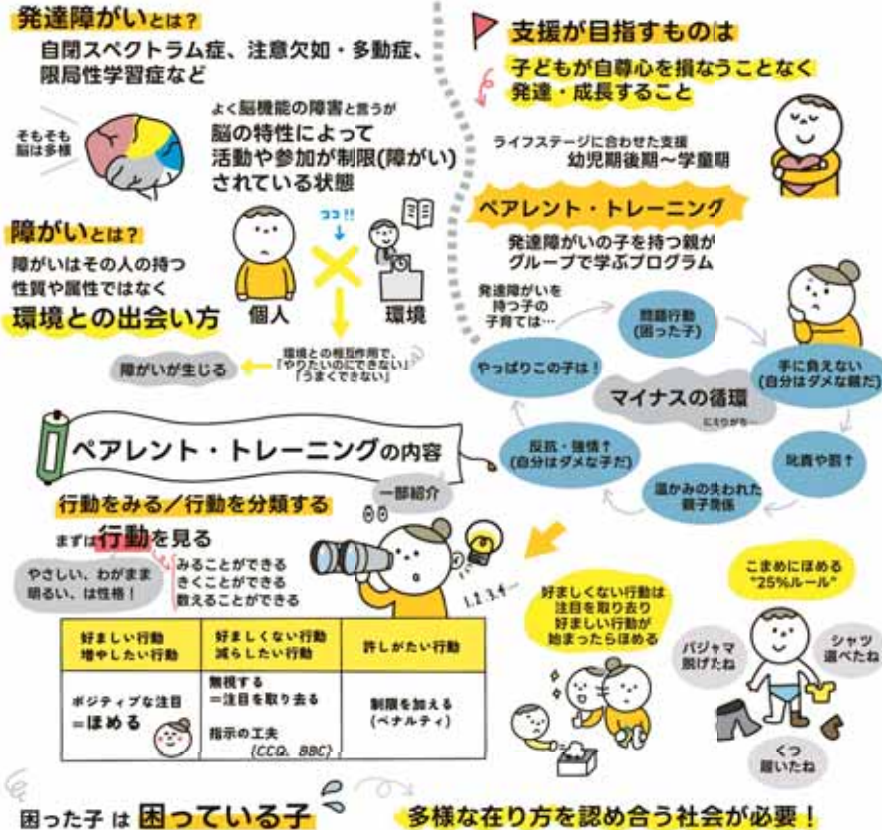 発達障がいとは？
自閉スペクトラム症、注意欠如・多動症、
限局性学習症など
そもそも
脳は多様
よく脳機能の障害と言うが
脳の特性によって
活動や参加が制限(障がい)
されている状態
障がいとは？
障がいはその人の持つ
性質や属性ではなく
環境との出会い方
ココ!!
個人
環境
環境との相互作用で、
「やりたいのにできない」
「うまくできない」
障がいが生じる
支援が目指すものは
子どもが自尊心を損なうことなく
発達・成長すること
ライフステージに合わせた支援
幼児期後期〜学童期
ペアレント・トレーニング
発達障がいの子を持つ親が
グループで学ぶプログラム
発達障がいを
持つ子の
子育ては…
問題行動
(困った子)
手に負えない
(自分はダメな親だ)
叱責や罰↑
温かみの失われた
親子関係
反抗・強情↑
(自分はダメな子だ)
やっぱりこの子は！
マイナスの循環
になりがち…
ペアレント・トレーニングの内容
一部紹介
行動をみる／行動を分類する
まずは行動を見る
やさしい、わがまま
明るい、は性格！
みることができる
きくことができる
数えることができる
1.2.3.4…
好ましい行動
増やしたい行動
好ましくない行動
減らしたい行動
許しがたい行動
ポジティブな注目
＝ほめる
無視する
＝注目を取り去る
指示の工夫
(CCQ、BBC)
制限を加える
(ペナルティ)
好ましくない行動は
注目を取り去り
好ましい行動が
始まったらほめる
こまめにほめる
"25%ルール"
パジャマ
脱げたね
シャツ
選べたね
くつ
履いたね
困った子 は 困っている子
多様な在り方を認め合う社会が必要！